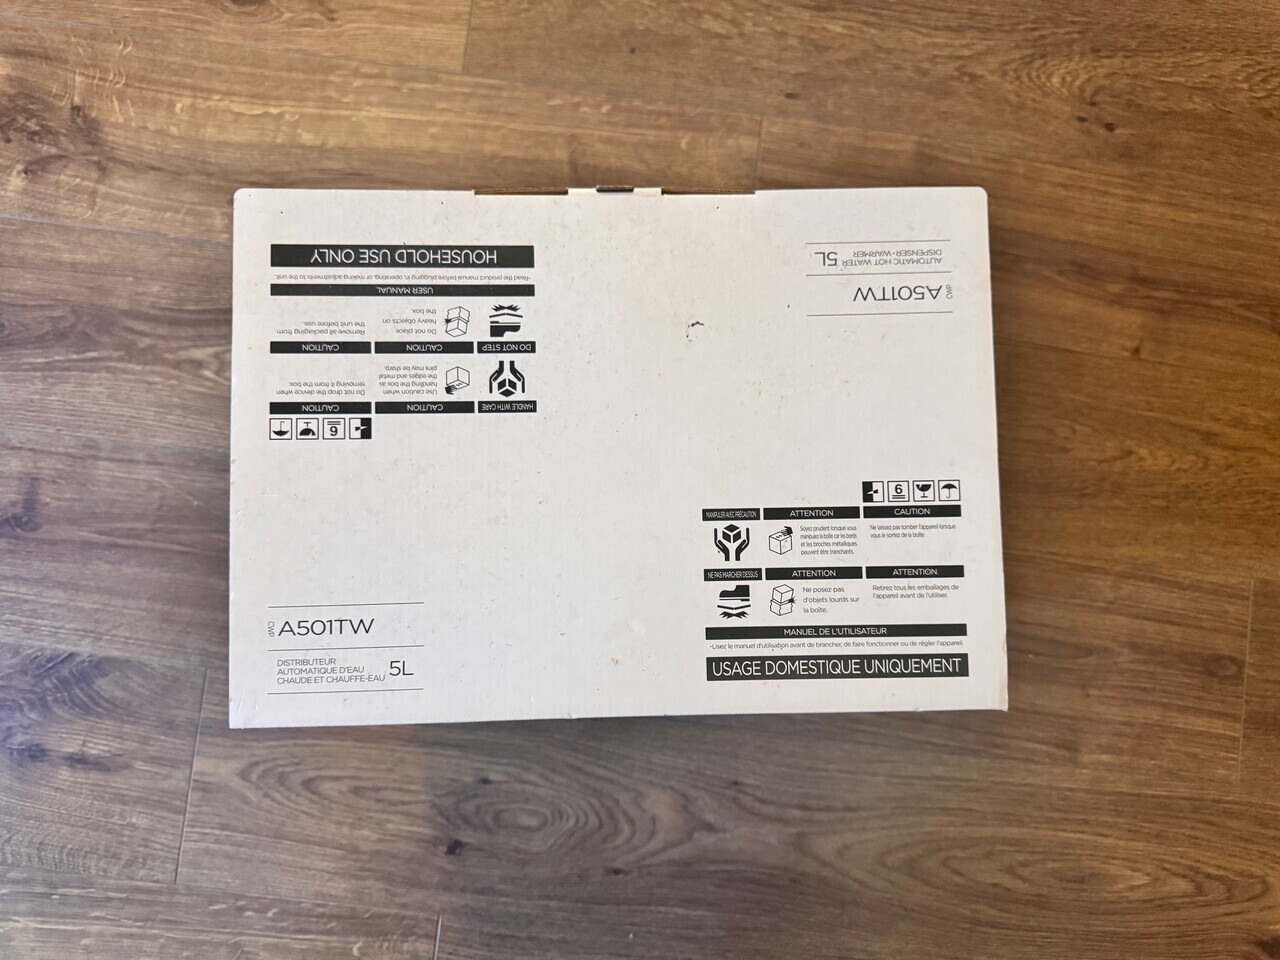 HOUSEHOLD USE ONLY
•Read the product manual before plugging in, operating, or making adjustments to the unit.
USER MANUAL
DO NOT STEP
CAUTION
Do not place
heavy objects on
the box.
CAUTION
Remove all packaging from
the unit before use.
HANDLE WITH CARE
CAUTION
Use caution when
handling the box as
the edges and metal
pins may be sharp.
CAUTION
Do not drop the device when
removing it from the box.
6
AUTOMATIC HOT WATER
DISPENSER • WARMER
5L
CWP
A501TW
6
MANIPULER AVEC PRÉCAUTION
ATTENTION
Soyez prudent lorsque vous
manipulez la boîte car les bords
et les broches métalliques
peuvent être tranchants.
CAUTION
Ne laissez pas tomber l'appareil lorsque
vous le sortez de la boîte.
NE PAS MARCHER DESSUS
ATTENTION
Ne posez pas
d'objets lourds sur
la boîte.
ATTENTION
Retirez tous les emballages de
l'appareil avant de l'utiliser.
MANUEL DE L'UTILISATEUR
•Lisez le manuel d'utilisation avant de brancher, de faire fonctionner ou de régler l'appareil.
USAGE DOMESTIQUE UNIQUEMENT
CWP
A501TW
DISTRIBUTEUR
AUTOMATIQUE D'EAU
CHAUDE ET CHAUFFE-EAU
5L